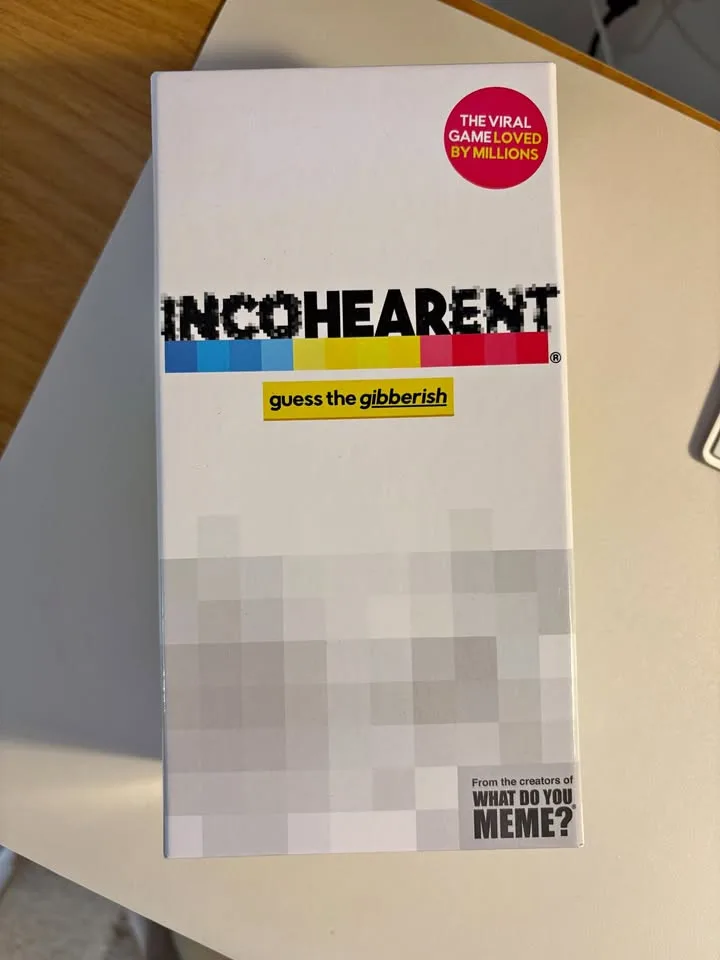 THE VIRAL
GAME LOVED
BY MILLIONS
INCOHEARENT®
guess the gibberish
From the creators of
WHAT DO YOU
MEME?®